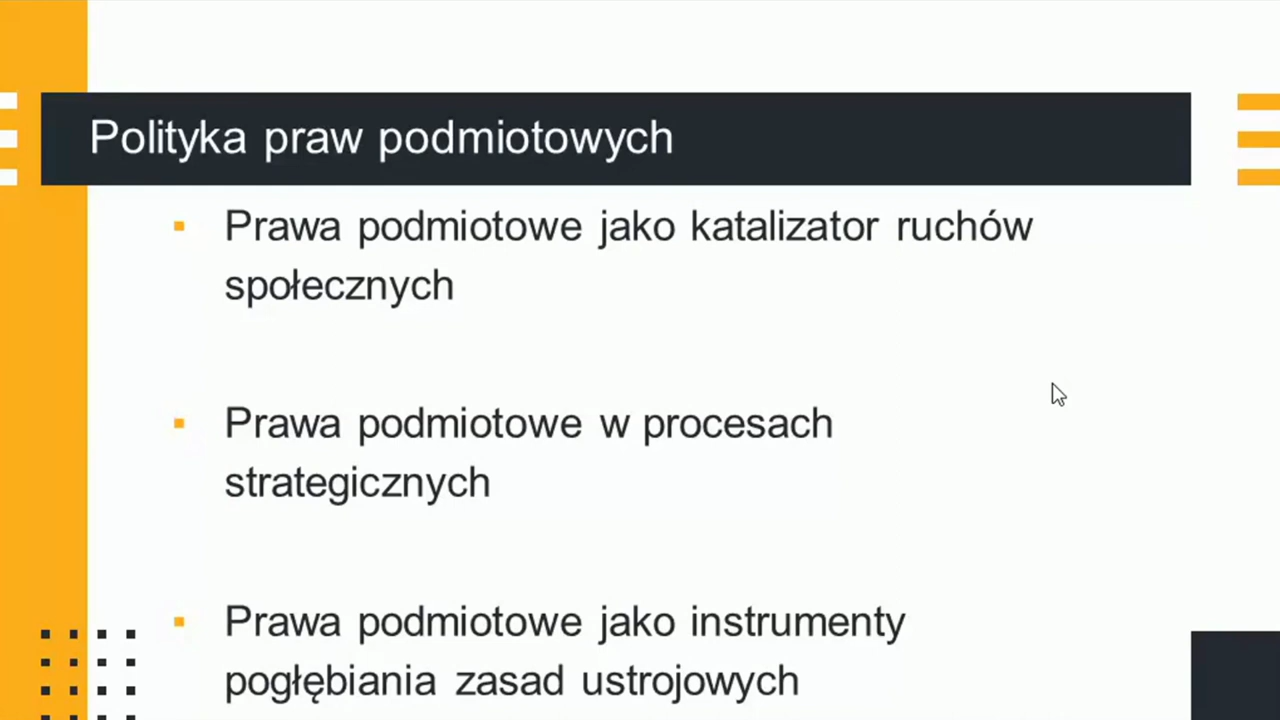 Polityka praw podmiotowych
Prawa podmiotowe jako katalizator ruchów
społecznych
Prawa podmiotowe w procesach
strategicznych
Prawa podmiotowe jako instrumenty
pogłębiania zasad ustrojowych